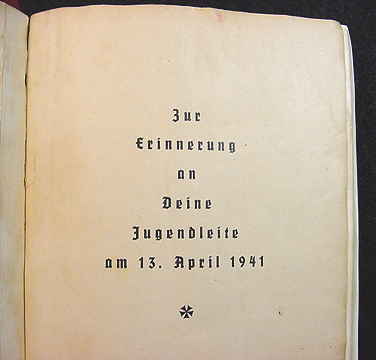 Zur
Erinnerung
an
Deine
Jugendleite
am 13. April 1941